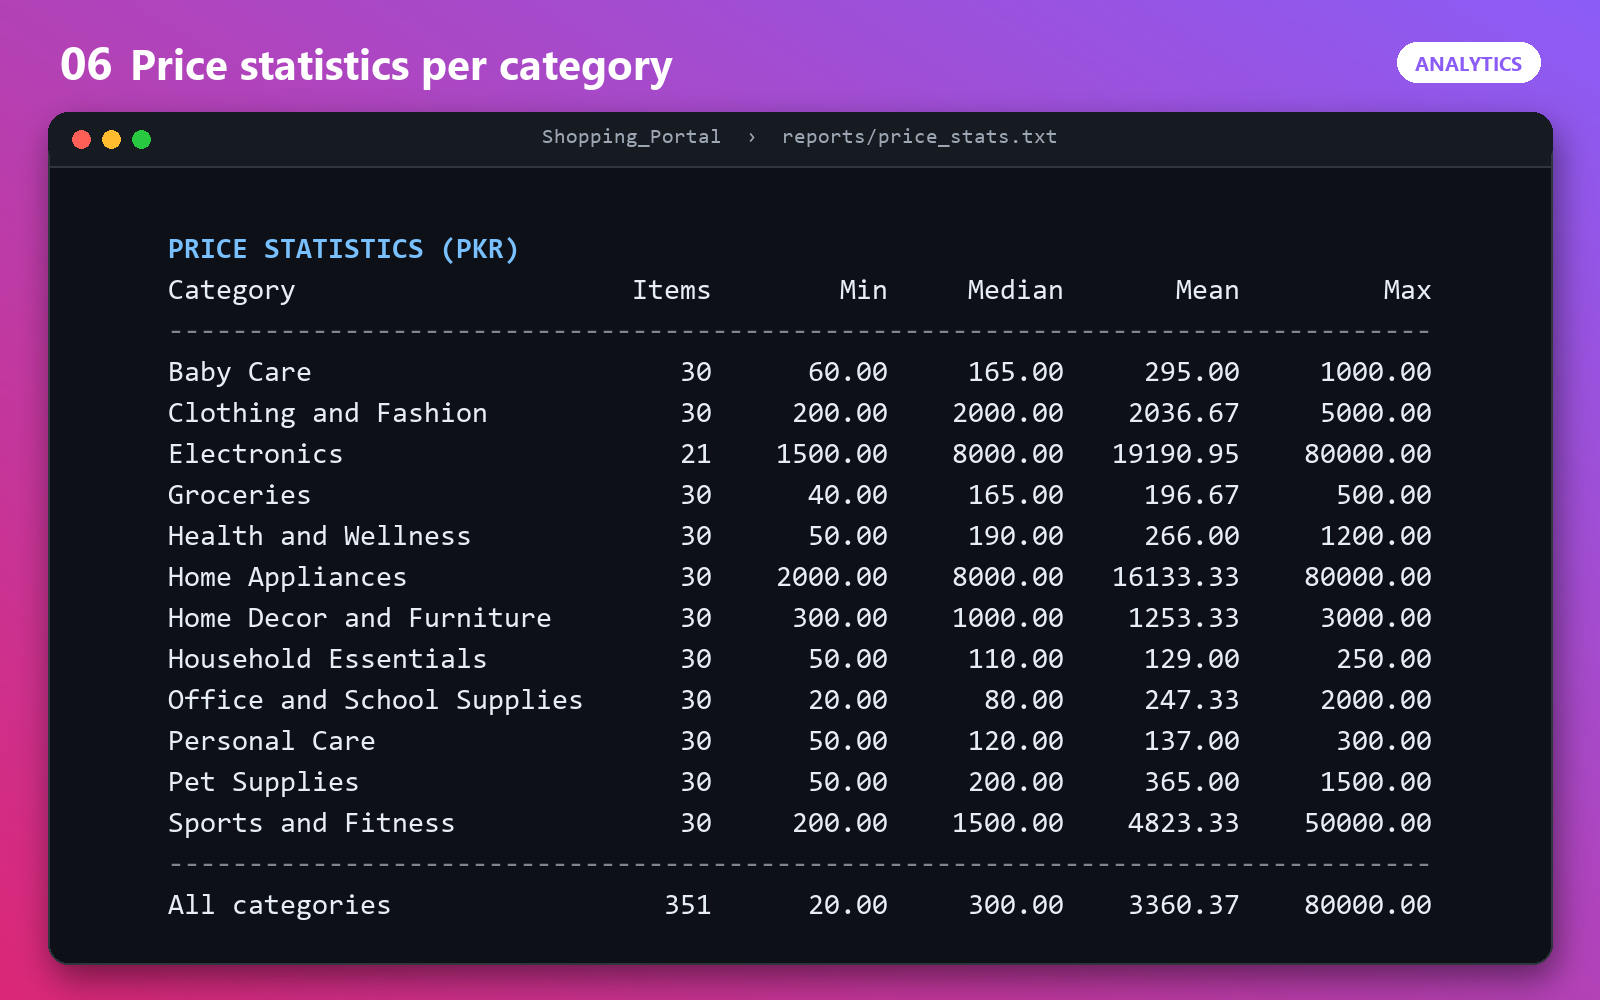 06 Price statistics per category
ANALYTICS
Shopping_Portal › reports/price_stats.txt
PRICE STATISTICS (PKR)
Category Items Min Median Mean Max
-------------------------------------------------------------------------------
Baby Care 30 60.00 165.00 295.00 1000.00
Clothing and Fashion 30 200.00 2000.00 2036.67 5000.00
Electronics 21 1500.00 8000.00 19190.95 80000.00
Groceries 30 40.00 165.00 196.67 500.00
Health and Wellness 30 50.00 190.00 266.00 1200.00
Home Appliances 30 2000.00 8000.00 16133.33 80000.00
Home Decor and Furniture 30 300.00 1000.00 1253.33 3000.00
Household Essentials 30 50.00 110.00 129.00 250.00
Office and School Supplies 30 20.00 80.00 247.33 2000.00
Personal Care 30 50.00 120.00 137.00 300.00
Pet Supplies 30 50.00 200.00 365.00 1500.00
Sports and Fitness 30 200.00 1500.00 4823.33 50000.00
-------------------------------------------------------------------------------
All categories 351 20.00 300.00 3360.37 80000.00